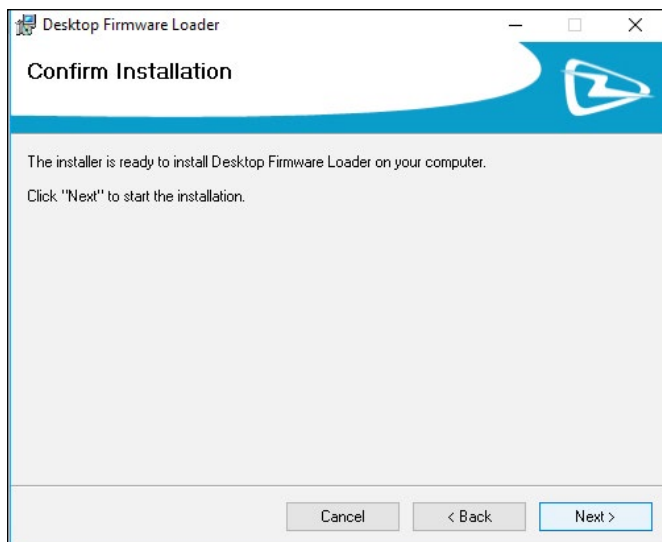 Desktop Firmware Loader
Confirm Installation
The installer is ready to install Desktop Firmware Loader on your computer.
Click "Next" to start the installation.
Cancel
< Back
Next >